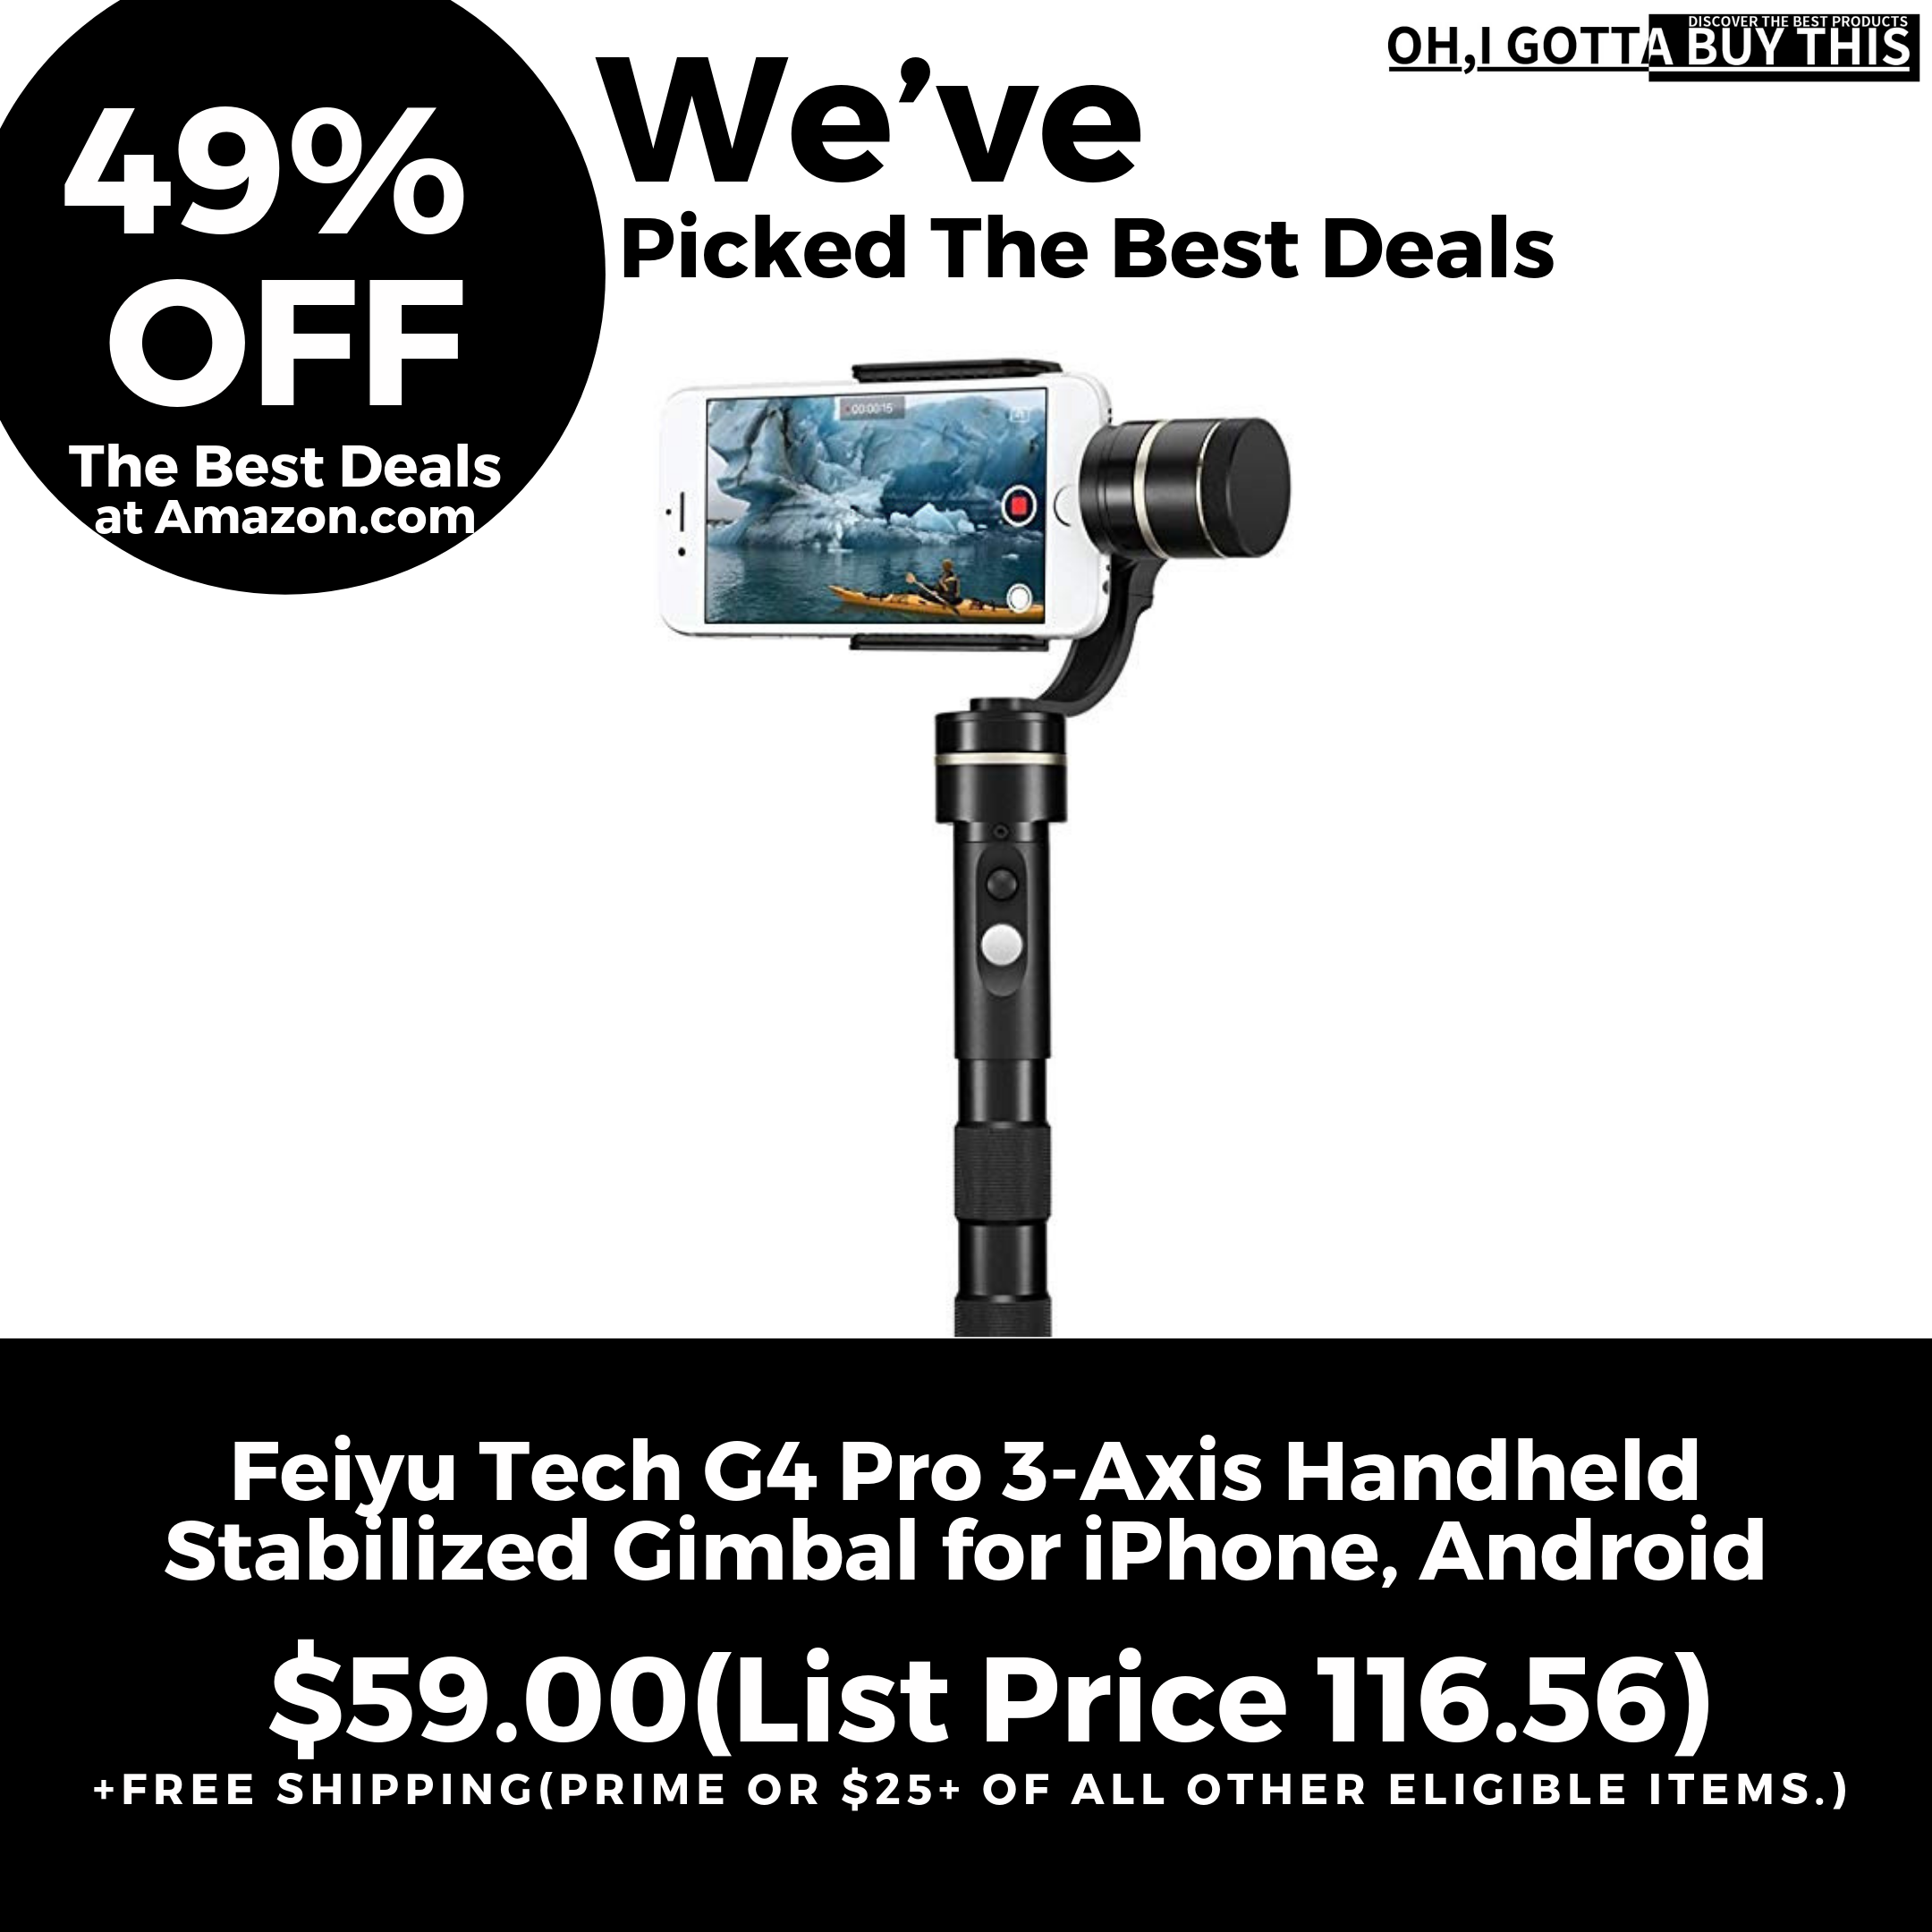 DISCOVER THE BEST PRODUCTS
OH,I GOTTA BUY THIS
We’ve
Picked The Best Deals
49%
OFF
The Best Deals
at Amazon.com
00:00:15
Feiyu Tech G4 Pro 3-Axis Handheld
Stabilized Gimbal for iPhone, Android
$59.00(List Price 116.56)
+FREE SHIPPING(PRIME OR $25+ OF ALL OTHER ELIGIBLE ITEMS.)